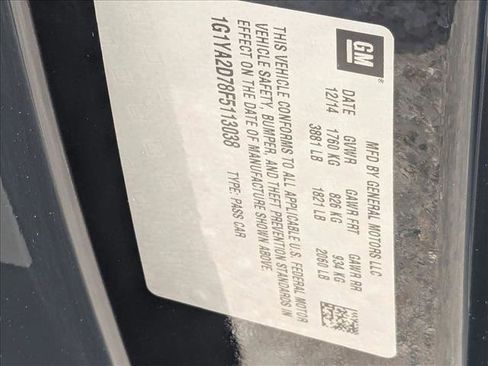 GM ®
MFD BY GENERAL MOTORS LLC
DATE GVWR GAWR FRT GAWR RR
12/14 1760 KG 826 KG 934 KG
3881 LB 1821 LB 2060 LB
THIS VEHICLE CONFORMS TO ALL APPLICABLE U.S. FEDERAL MOTOR
VEHICLE SAFETY, BUMPER, AND THEFT PREVENTION STANDARDS IN
EFFECT ON THE DATE OF MANUFACTURE SHOWN ABOVE.
1G1YA2D78F5113038 TYPE: PASS CAR